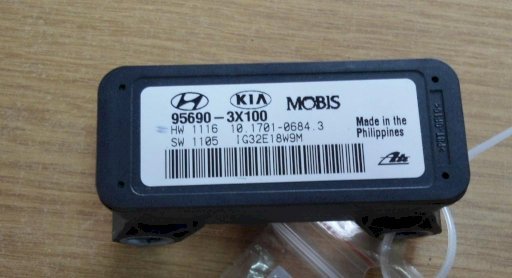 KIA MOBIS
95690-3X100
HW 1116 10.1701-0684.3
SW 1105 IG32E18W9M
Made in the
Philippines